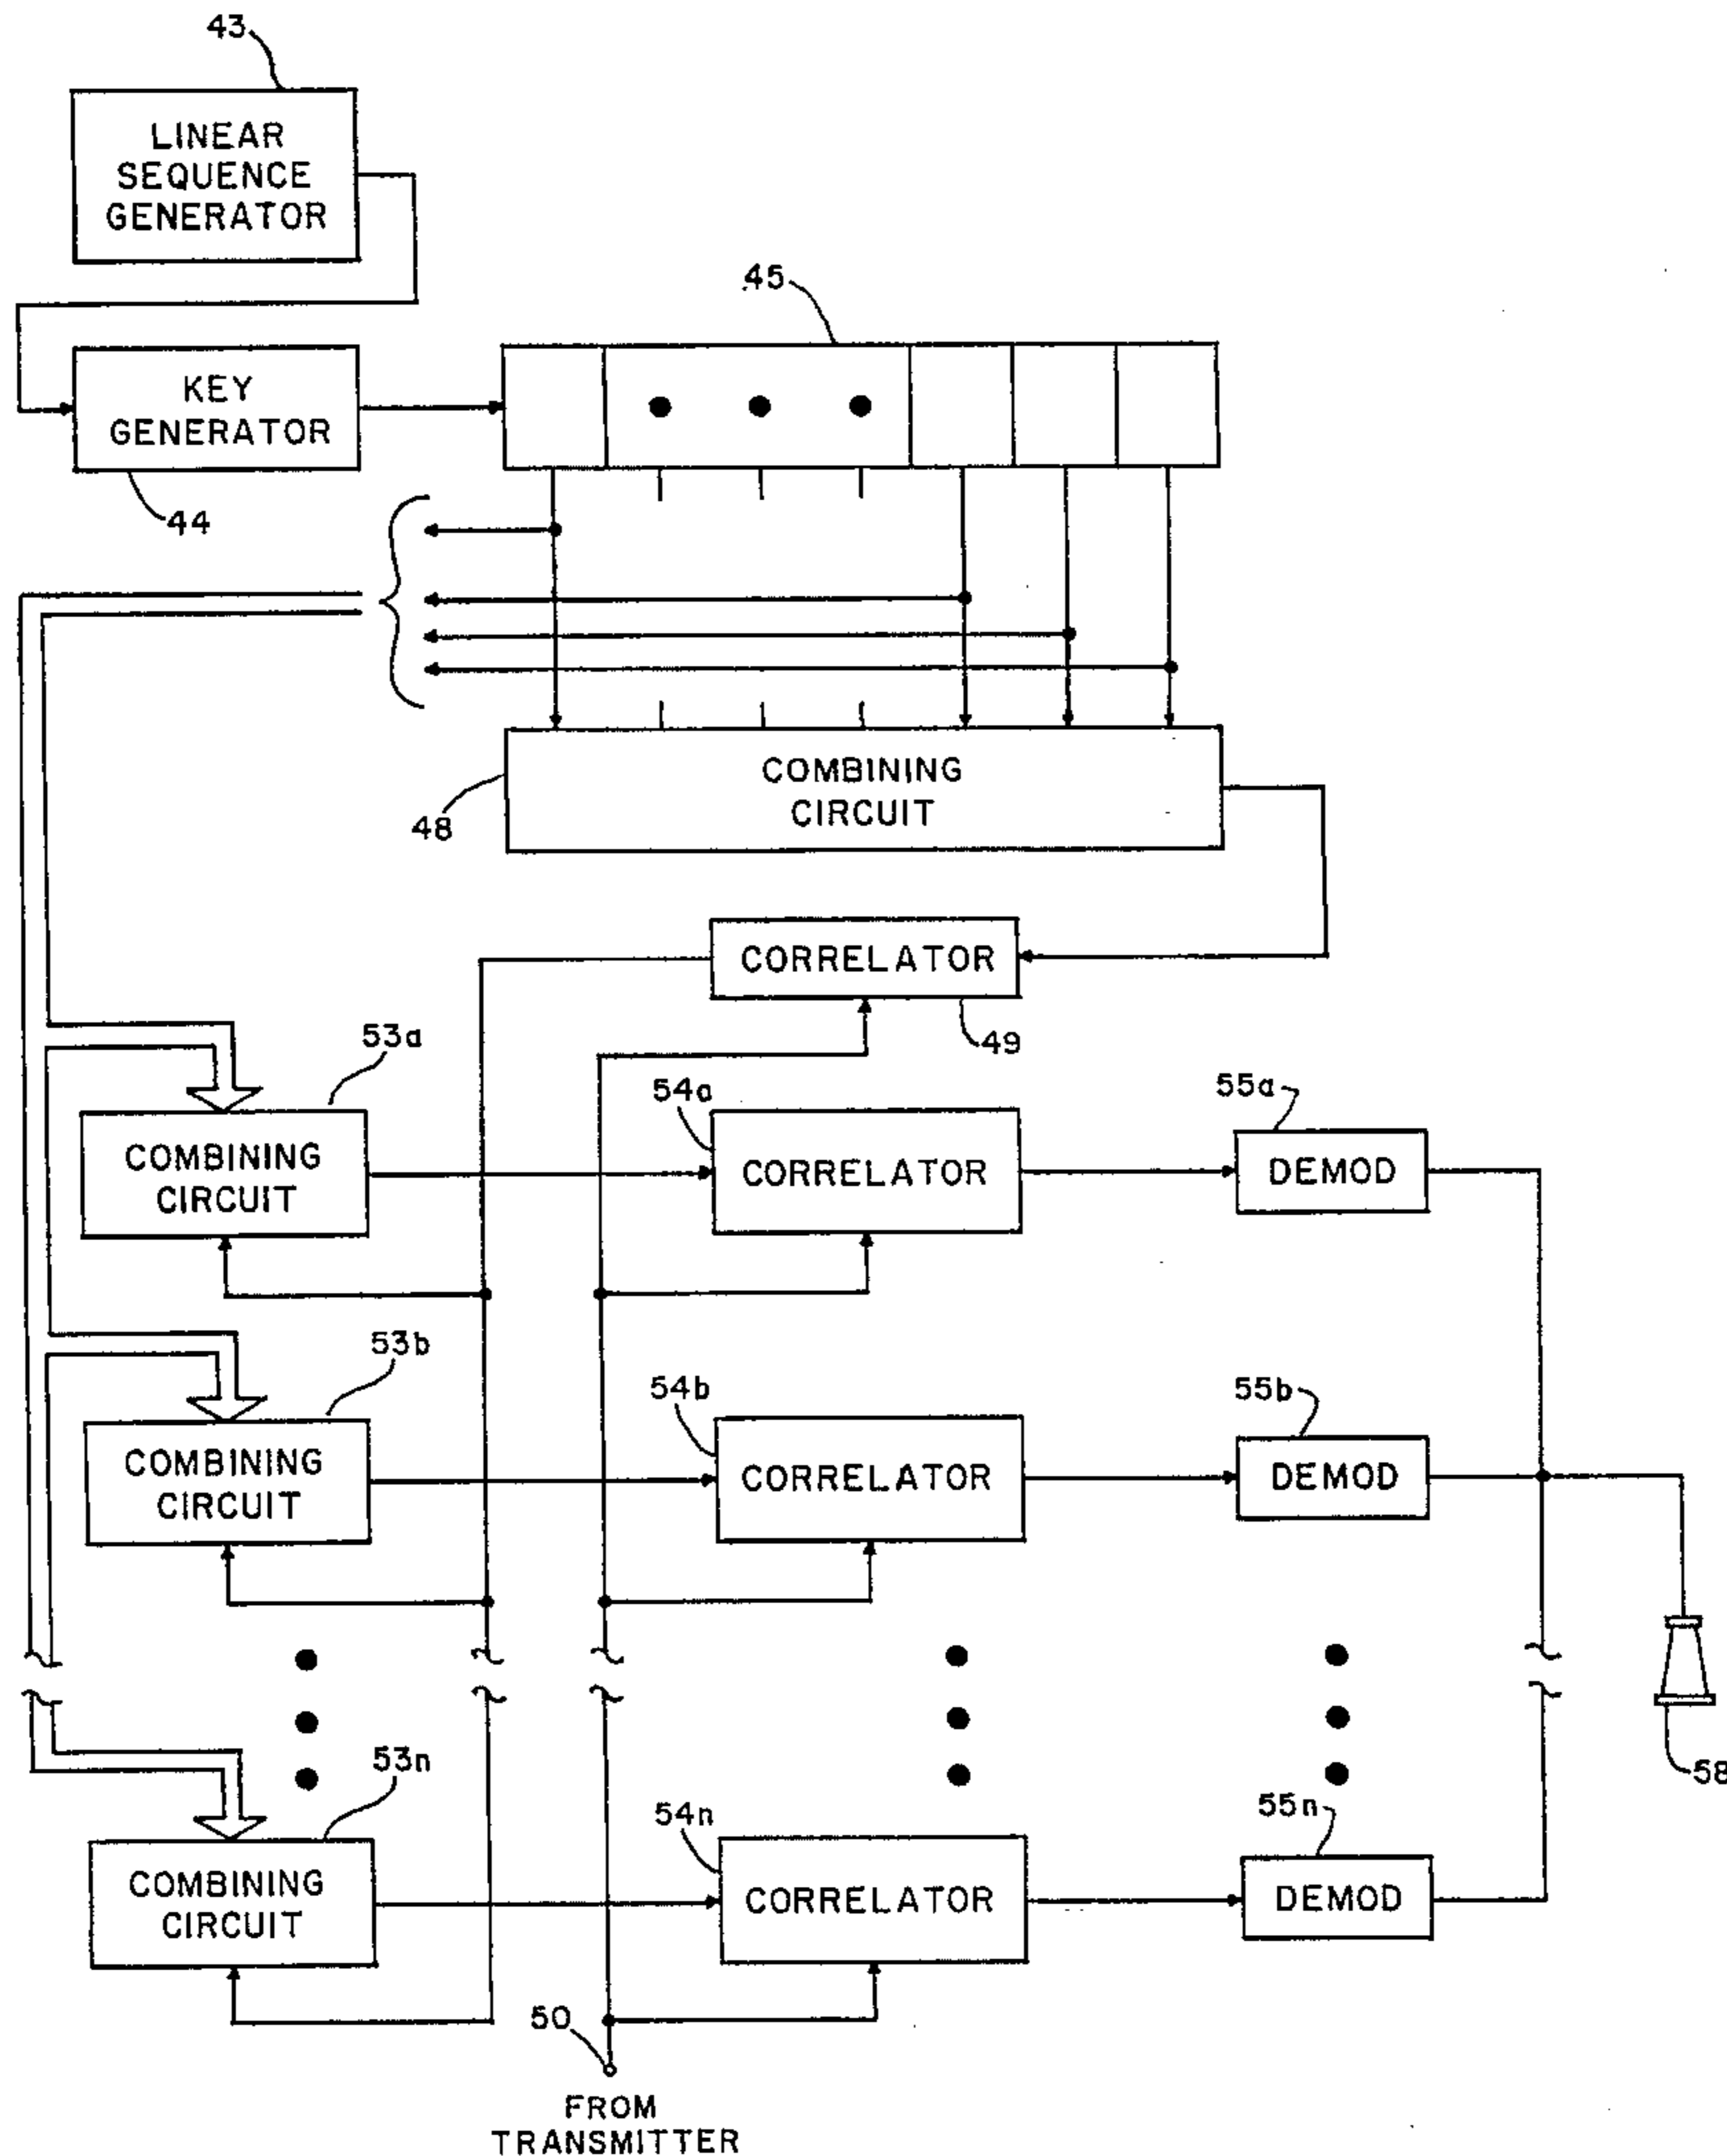 43
LINEAR
SEQUENCE
GENERATOR
45
KEY
GENERATOR
44
COMBINING
CIRCUIT
48
CORRELATOR
49
53a
54a
55a
COMBINING
CIRCUIT
CORRELATOR
DEMOD
53b
54b
55b
COMBINING
CIRCUIT
CORRELATOR
DEMOD
58
53n
54n
55n
COMBINING
CIRCUIT
CORRELATOR
DEMOD
50
FROM
TRANSMITTER